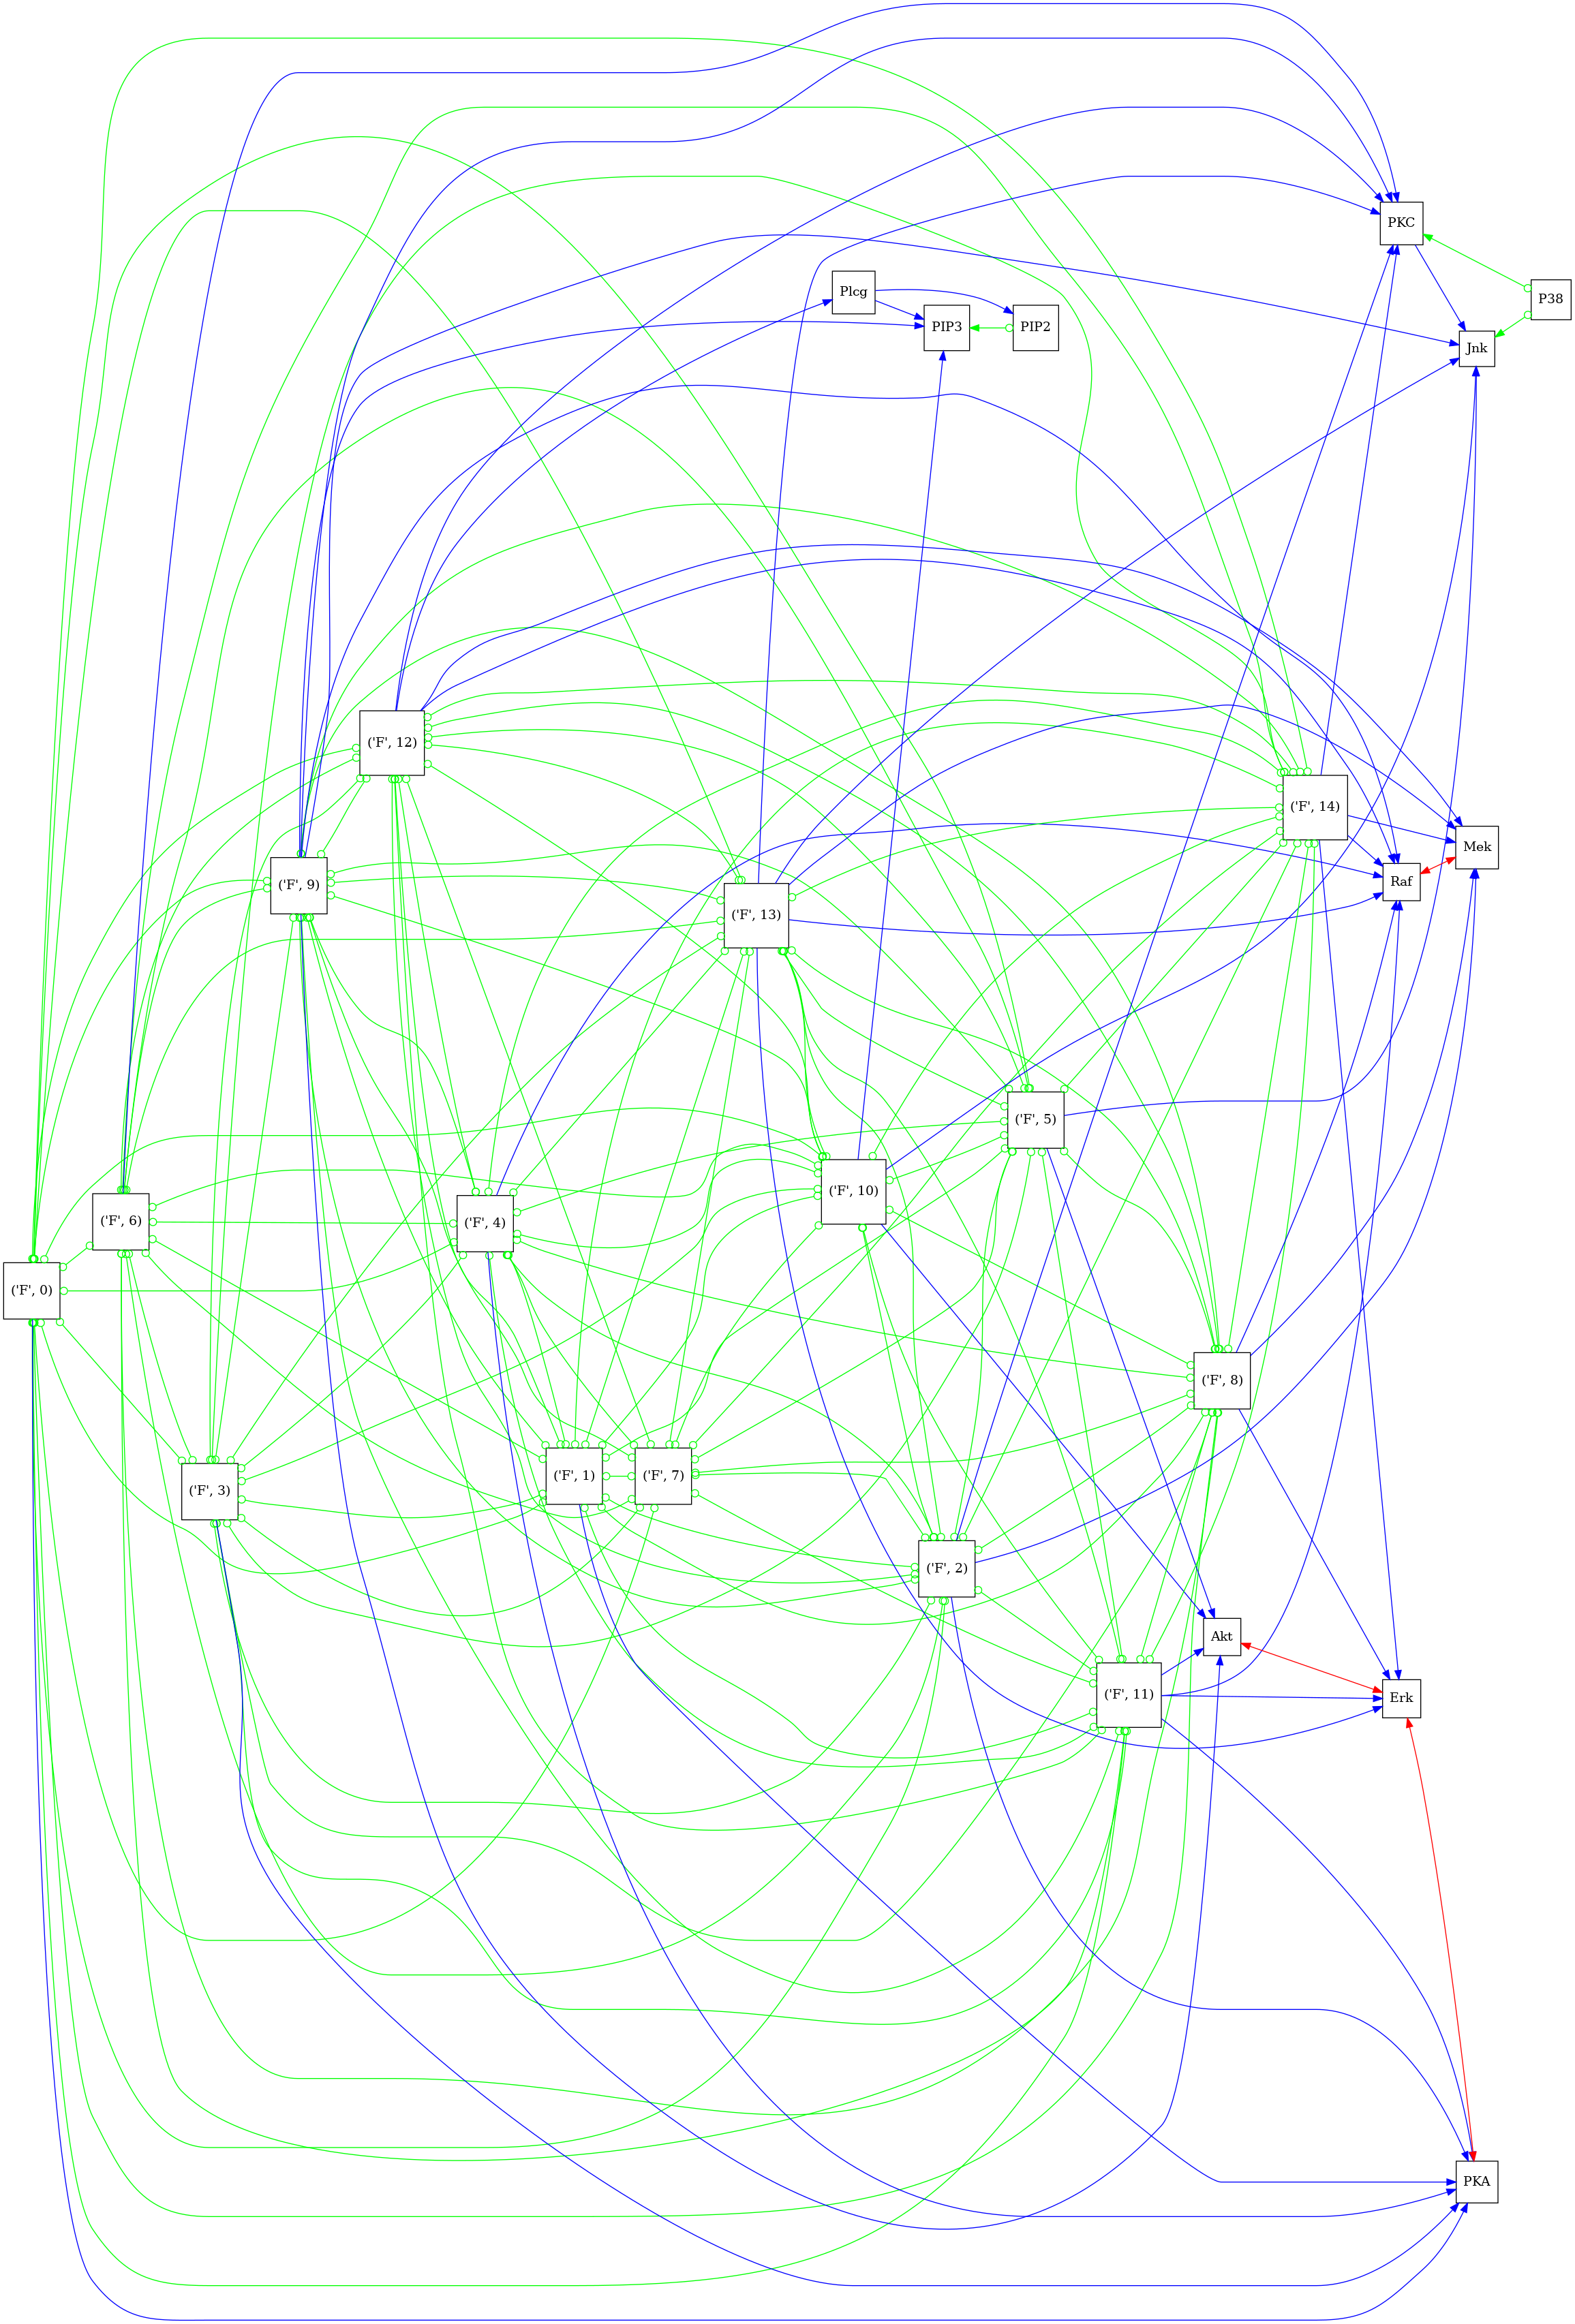 PKC
Plcg
P38
PIP3
PIP2
Jnk
('F', 12)
('F', 14)
Mek
('F', 9)
Raf
('F', 13)
('F', 5)
('F', 10)
('F', 6)
('F', 4)
('F', 0)
('F', 8)
('F', 1)
('F', 7)
('F', 3)
('F', 2)
Akt
('F', 11)
Erk
PKA